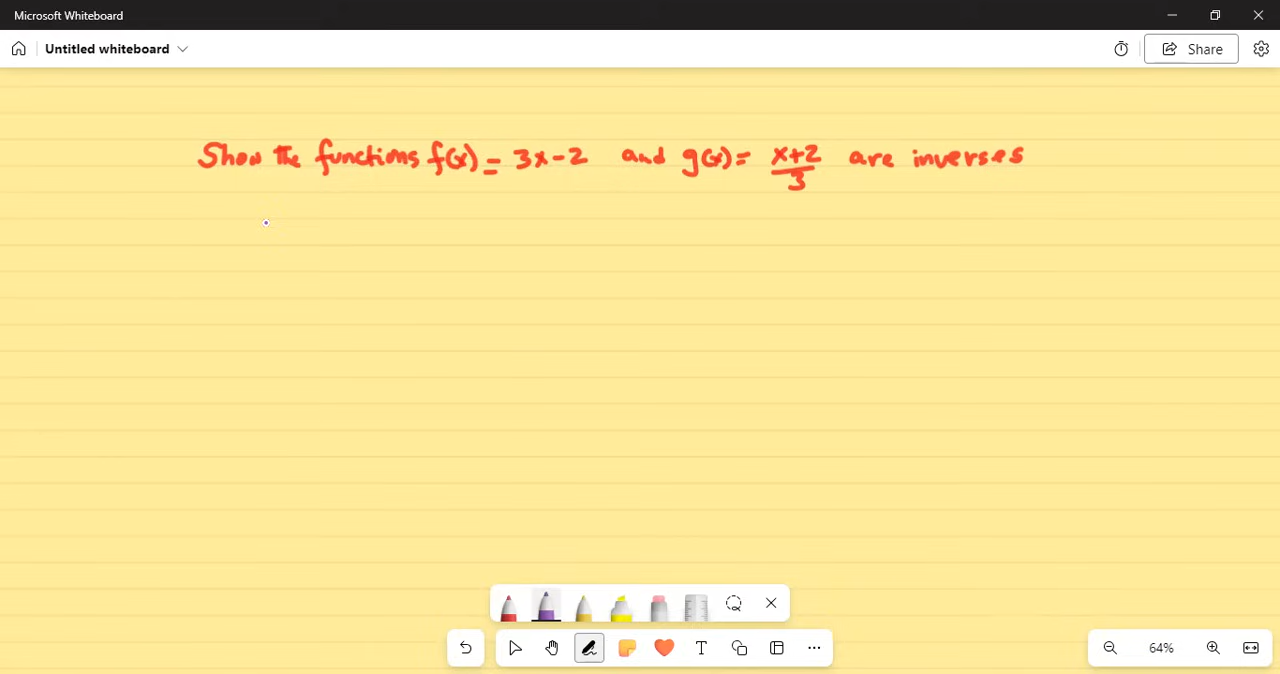 Microsoft Whiteboard
Untitled whiteboard
Share
Show the functions f(x) = 3x-2 and g(x) = x+2/3 are inverses
64%